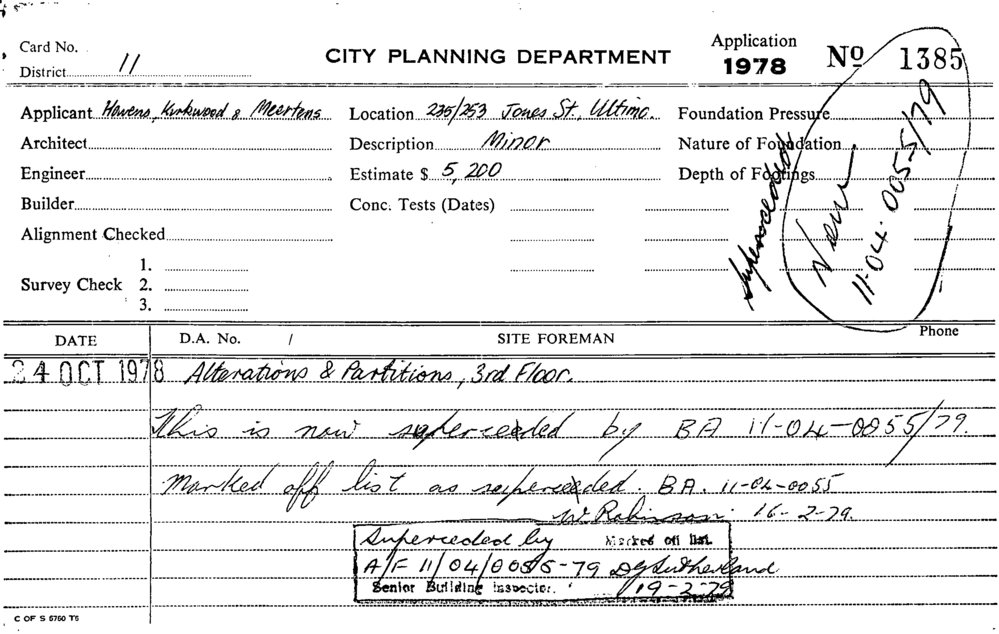 Card No.
District 11
CITY PLANNING DEPARTMENT
Application
1978
Nº 1385
Applicant Havens, Kirkwood & Meertens
Location 235/253 Jones St., Ultimo.
Foundation Pressure
Architect
Description Minor
Nature of Foundation
Engineer
Estimate $ 5,200
Depth of Footings
Builder
Conc. Tests (Dates)
Alignment Checked
Survey Check
1.
2.
3.
Superceeded
11-04-0055/79
DATE
D.A. No. /
SITE FOREMAN
Phone
24 OCT 1978 Alterations & Partitions, 3rd Floor.
This is now superceeded by BA 11-04-0055/79.
Marked off list as superceeded. BA. 11-04-0055
W Robinson 16-2-79.
Superceeded by Marked off list.
A/F 11/04/0055-79 DG Sutherland
Senior Building Inspector. 19-2-79
C OF S 5750 T5